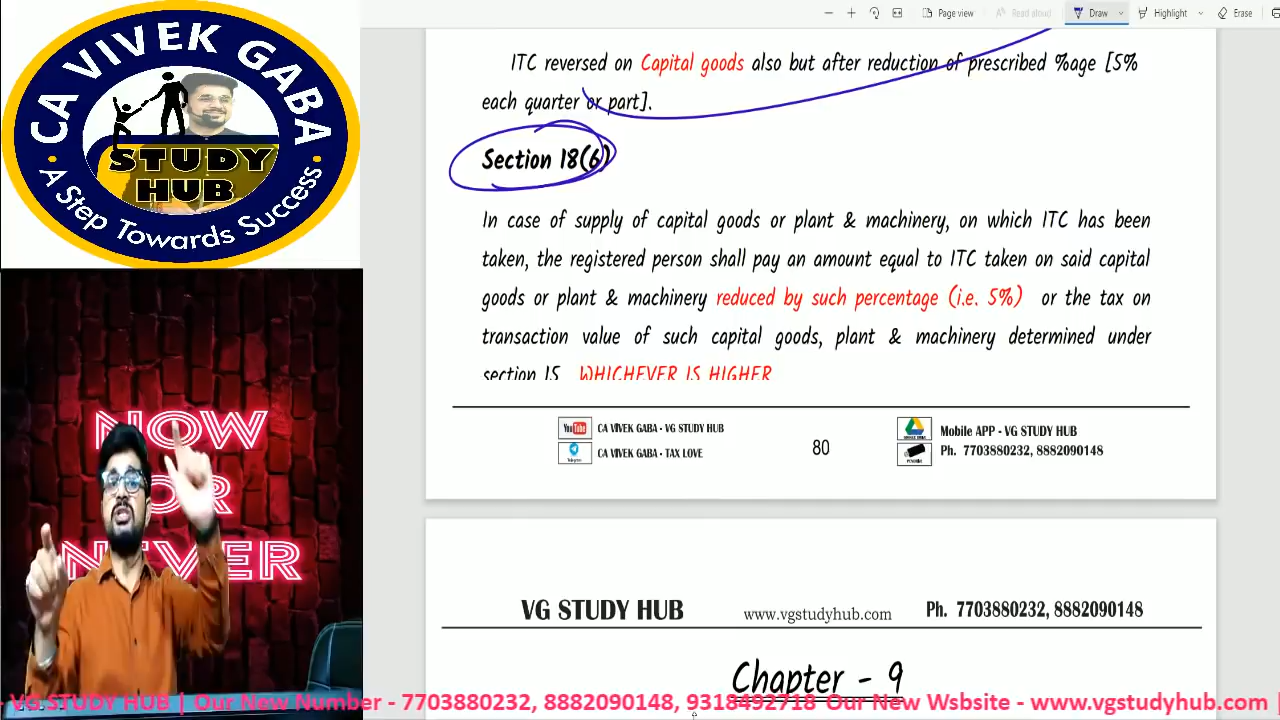 CA VIVEK GABA
STUDY
HUB
A Step Towards Success
NOW
OR
NEVER
Page view
Read aloud
Draw
Highlight
Erase
ITC reversed on Capital goods also but after reduction of prescribed %age [5%
each quarter or part].
Section 18(6)
In case of supply of capital goods or plant & machinery, on which ITC has been
taken, the registered person shall pay an amount equal to ITC taken on said capital
goods or plant & machinery reduced by such percentage (i.e. 5%) or the tax on
transaction value of such capital goods, plant & machinery determined under
section 15 WHICHEVER IS HIGHER
YouTube CA VIVEK GABA - VG STUDY HUB
CA VIVEK GABA - TAX LOVE
80
Mobile APP - VG STUDY HUB
Ph. 7703880232, 8882090148
VG STUDY HUB www.vgstudyhub.com Ph. 7703880232, 8882090148
Chapter - 9
- VG STUDY HUB | Our New Number - 7703880232, 8882090148, 9318492718 Our New Wsbsite - www.vgstudyhub.com